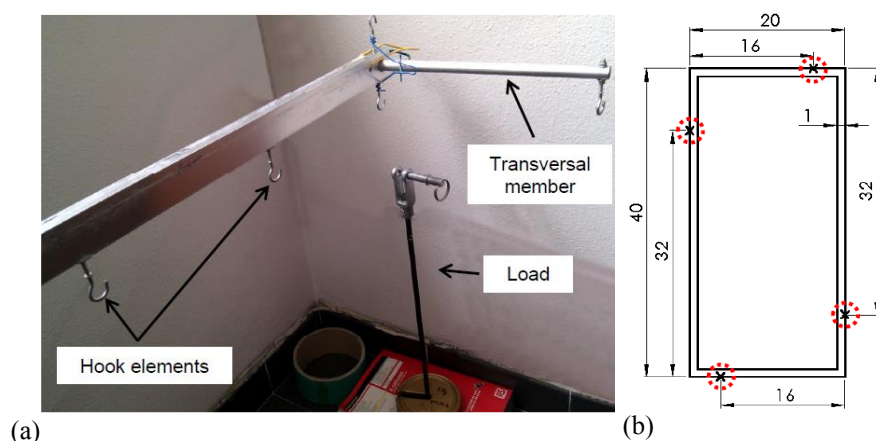 Transversal
member
Load
Hook elements
(a)
20
16
1
40
32
32
16
(b)